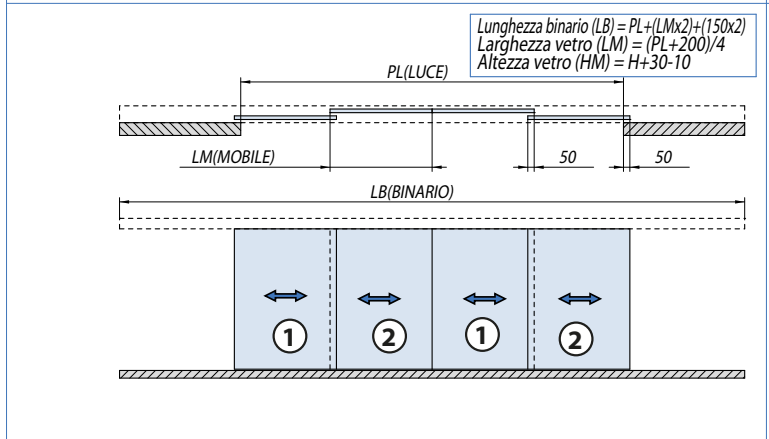 Lunghezza binario (LB) = PL+(LMx2)+(150x2)
Larghezza vetro (LM) = (PL+200)/4
Altezza vetro (HM) = H+30-10
PL(LUCE)
LM(MOBILE)
50
50
LB(BINARIO)
1
2
1
2